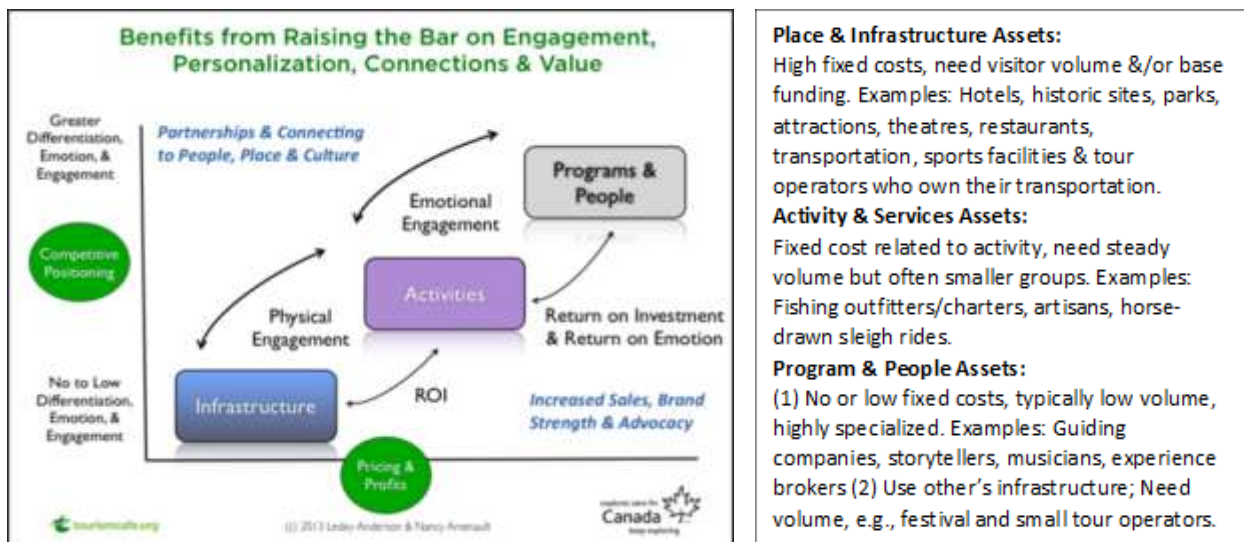 Benefits from Raising the Bar on Engagement,
Personalization, Connections & Value
Greater
Differentiation,
Emotion, &
Engagement
Partnerships & Connecting
to People, Place & Culture
Programs &
People
Emotional
Engagement
Competitive
Positioning
Activities
Physical
Engagement
Return on Investment
& Return on Emotion
No to Low
Differentiation,
Emotion, &
Engagement
Infrastructure
ROI
Increased Sales, Brand
Strength & Advocacy
Pricing &
Profits
tourismcafe.org
(c) 2013 Lesley Anderson & Nancy Arsenault
Canada
keep exploring
Place & Infrastructure Assets:
High fixed costs, need visitor volume &/or base
funding. Examples: Hotels, historic sites, parks,
attractions, theatres, restaurants,
transportation, sports facilities & tour
operators who own their transportation.
Activity & Services Assets:
Fixed cost related to activity, need steady
volume but often smaller groups. Examples:
Fishing outfitters/charters, artisans, horse-
drawn sleigh rides.
Program & People Assets:
(1) No or low fixed costs, typically low volume,
highly specialized. Examples: Guiding
companies, storytellers, musicians, experience
brokers (2) Use other's infrastructure; Need
volume, e.g., festival and small tour operators.